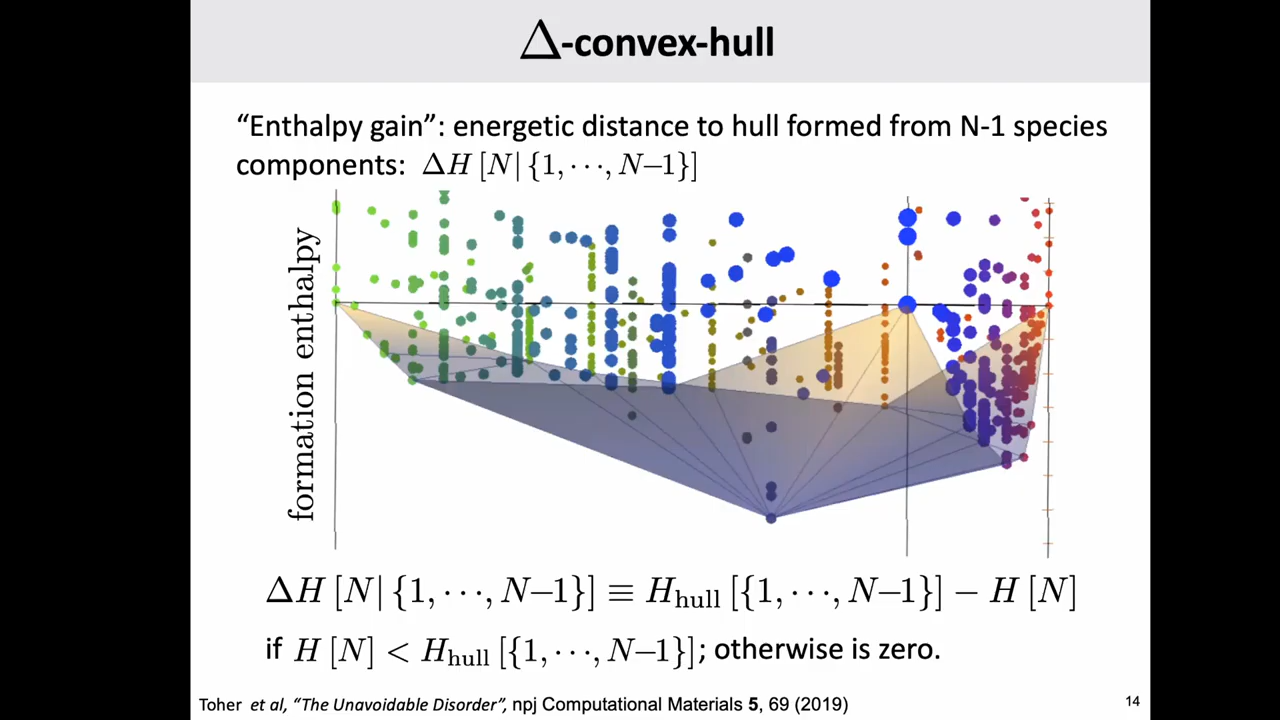 Δ-convex-hull
“Enthalpy gain”: energetic distance to hull formed from N-1 species
components: ΔH [N| {1, ⋅⋅⋅, N−1}]
formation enthalpy
ΔH [N| {1, ⋅⋅⋅, N−1}] ≡ H_hull [{1, ⋅⋅⋅, N−1}] − H [N]
if H [N] < H_hull [{1, ⋅⋅⋅, N−1}]; otherwise is zero.
Toher et al, “The Unavoidable Disorder”, npj Computational Materials 5, 69 (2019)
14